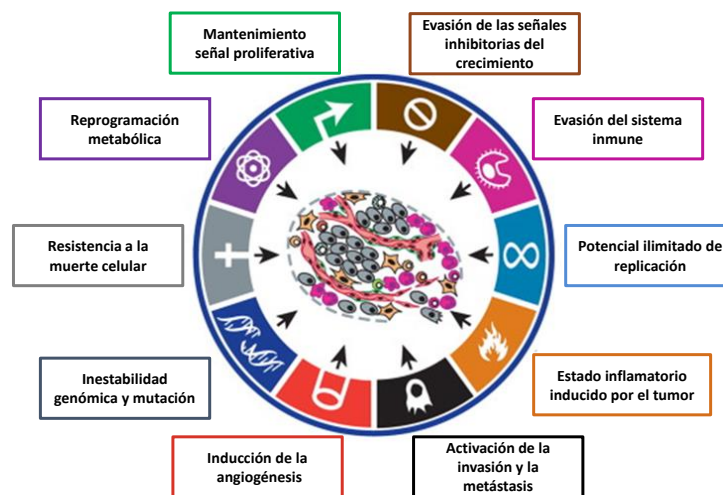 Mantenimiento
señal proliferativa
Evasión de las señales
inhibitorias del
crecimiento
Reprogramación
metabólica
Evasión del sistema
inmune
Resistencia a la
muerte celular
Potencial ilimitado de
replicación
Inestabilidad
genómica y mutación
Estado inflamatorio
inducido por el tumor
Inducción de la
angiogénesis
Activación de la
invasión y la
metástasis